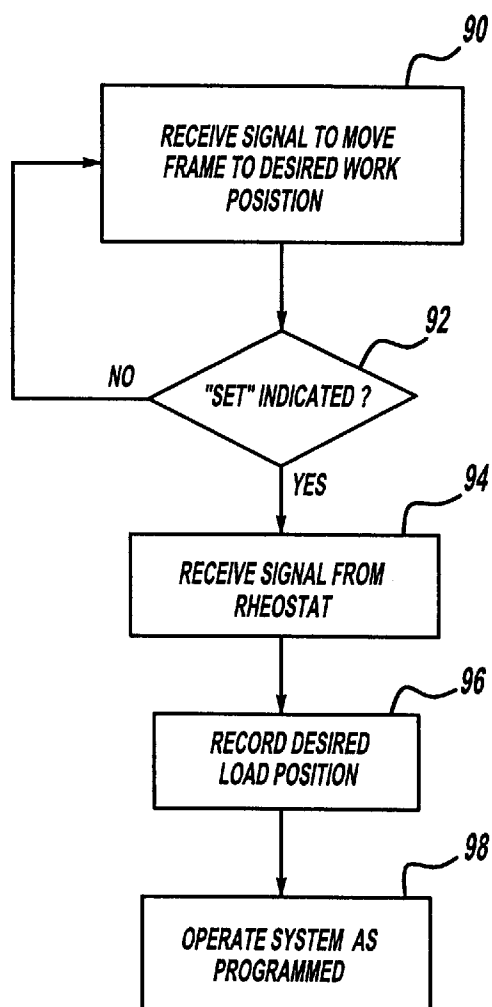 90
RECEIVE SIGNAL TO MOVE
FRAME TO DESIRED WORK
POSISTION
92
NO
"SET" INDICATED ?
YES
94
RECEIVE SIGNAL FROM
RHEOSTAT
96
RECORD DESIRED
LOAD POSITION
98
OPERATE SYSTEM AS
PROGRAMMED